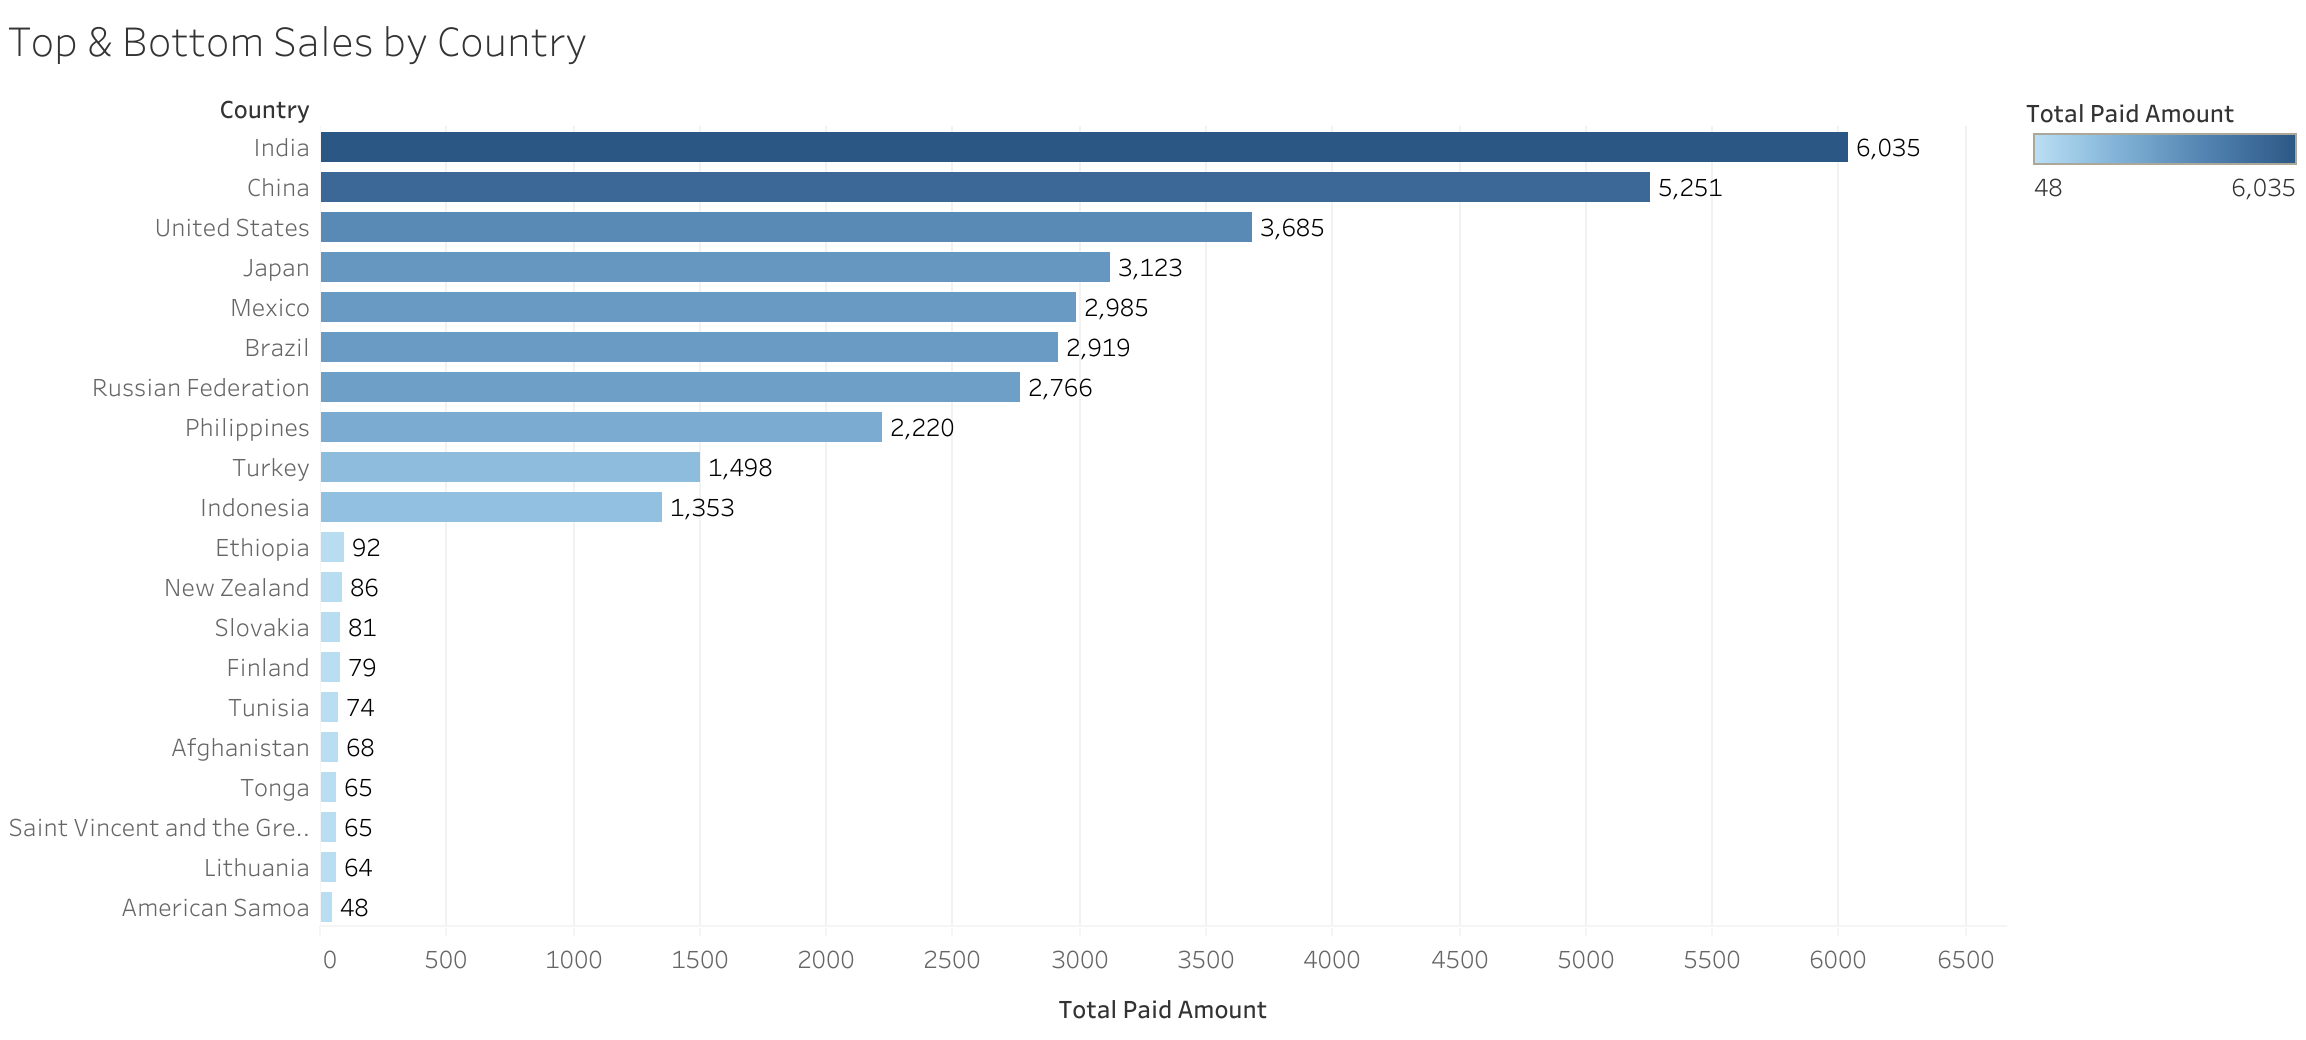 Top & Bottom Sales by Country
Country
Total Paid Amount
48 6,035
India 6,035
China 5,251
United States 3,685
Japan 3,123
Mexico 2,985
Brazil 2,919
Russian Federation 2,766
Philippines 2,220
Turkey 1,498
Indonesia 1,353
Ethiopia 92
New Zealand 86
Slovakia 81
Finland 79
Tunisia 74
Afghanistan 68
Tonga 65
Saint Vincent and the Gre.. 65
Lithuania 64
American Samoa 48
0 500 1000 1500 2000 2500 3000 3500 4000 4500 5000 5500 6000 6500
Total Paid Amount